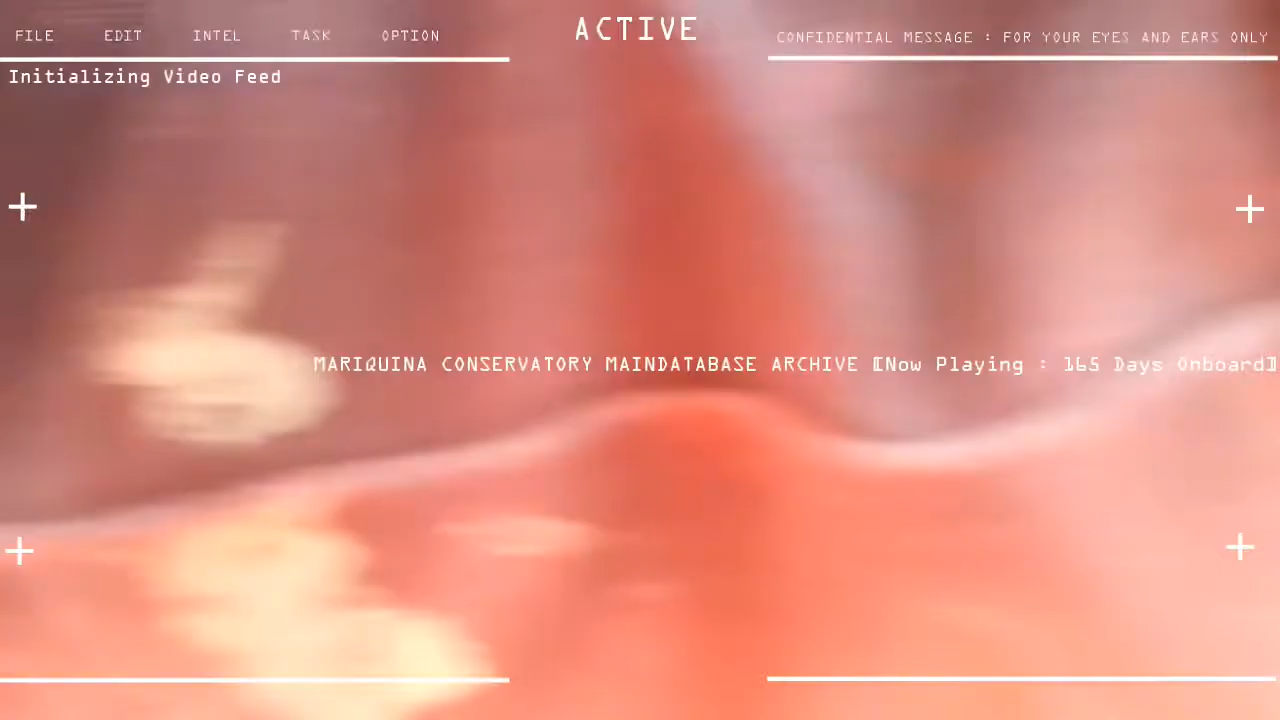 FILE EDIT INTEL TASK OPTION
ACTIVE
CONFIDENTIAL MESSAGE : FOR YOUR EYES AND EARS ONLY
Initializing Video Feed
MARIQUINA CONSERVATORY MAINDATABASE ARCHIVE [Now Playing : 165 Days Onboard]